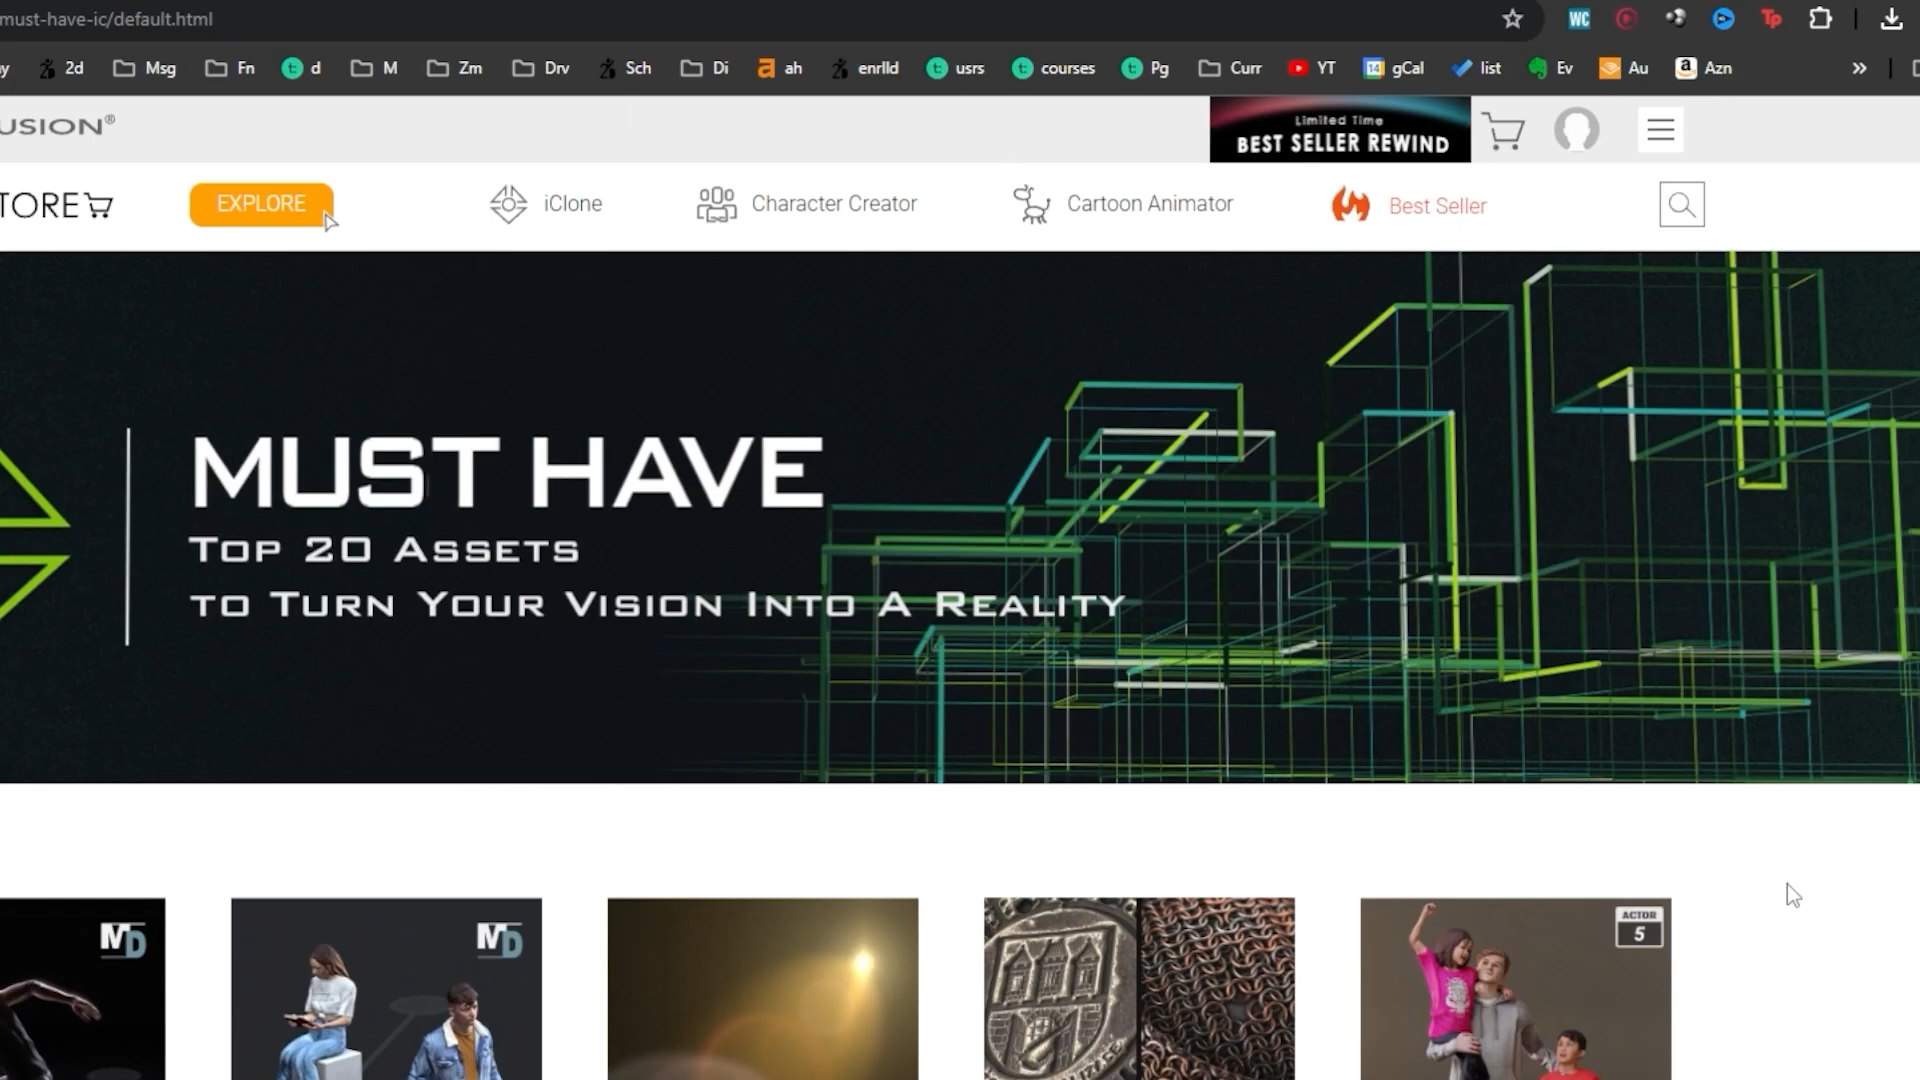 must-have-ic/default.html
2d Msg Fn d M Zm Drv Sch Di ah enrlld usrs courses Pg Curr YT 14 gCal list Ev Au Azn
WC
Tp
USION®
Limited Time
BEST SELLER REWIND
TORE
EXPLORE
iClone
Character Creator
Cartoon Animator
Best Seller
MUST HAVE
TOP 20 ASSETS
TO TURN YOUR VISION INTO A REALITY
MD
MD
ACTOR
5